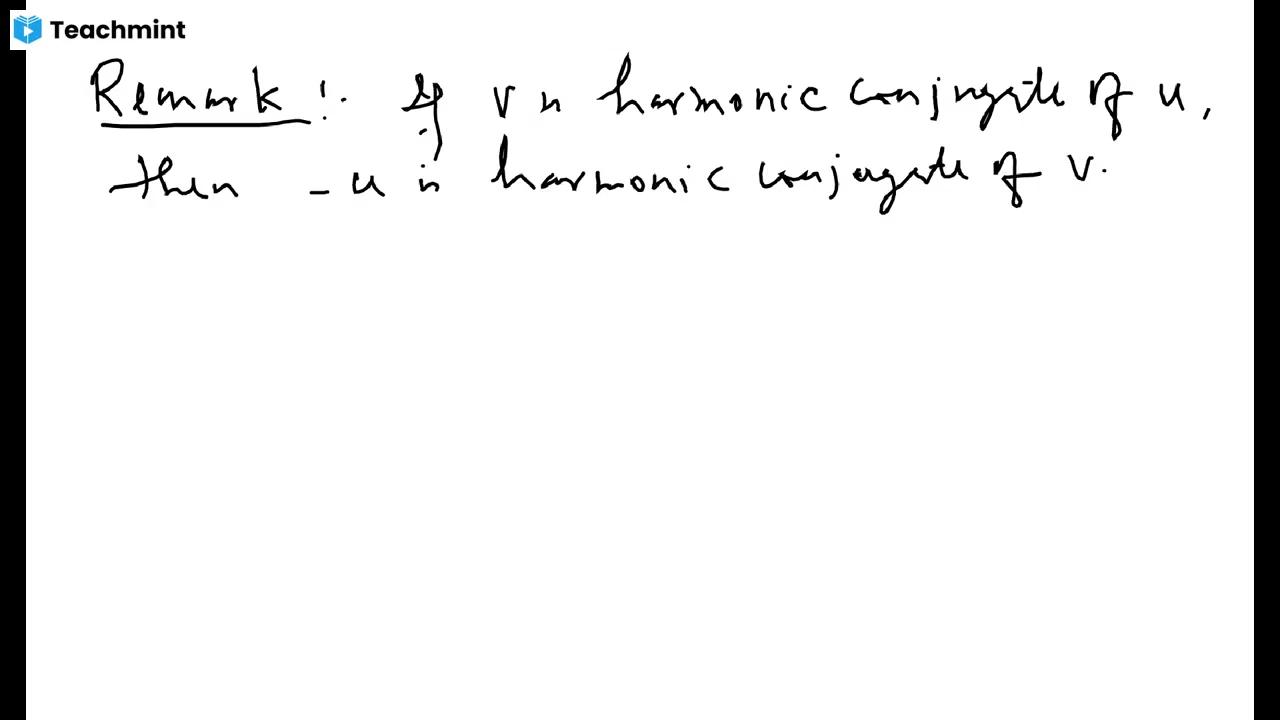 Teachmint
Remark :- If v is harmonic conjugate of u,
then -u is harmonic conjugate of v.